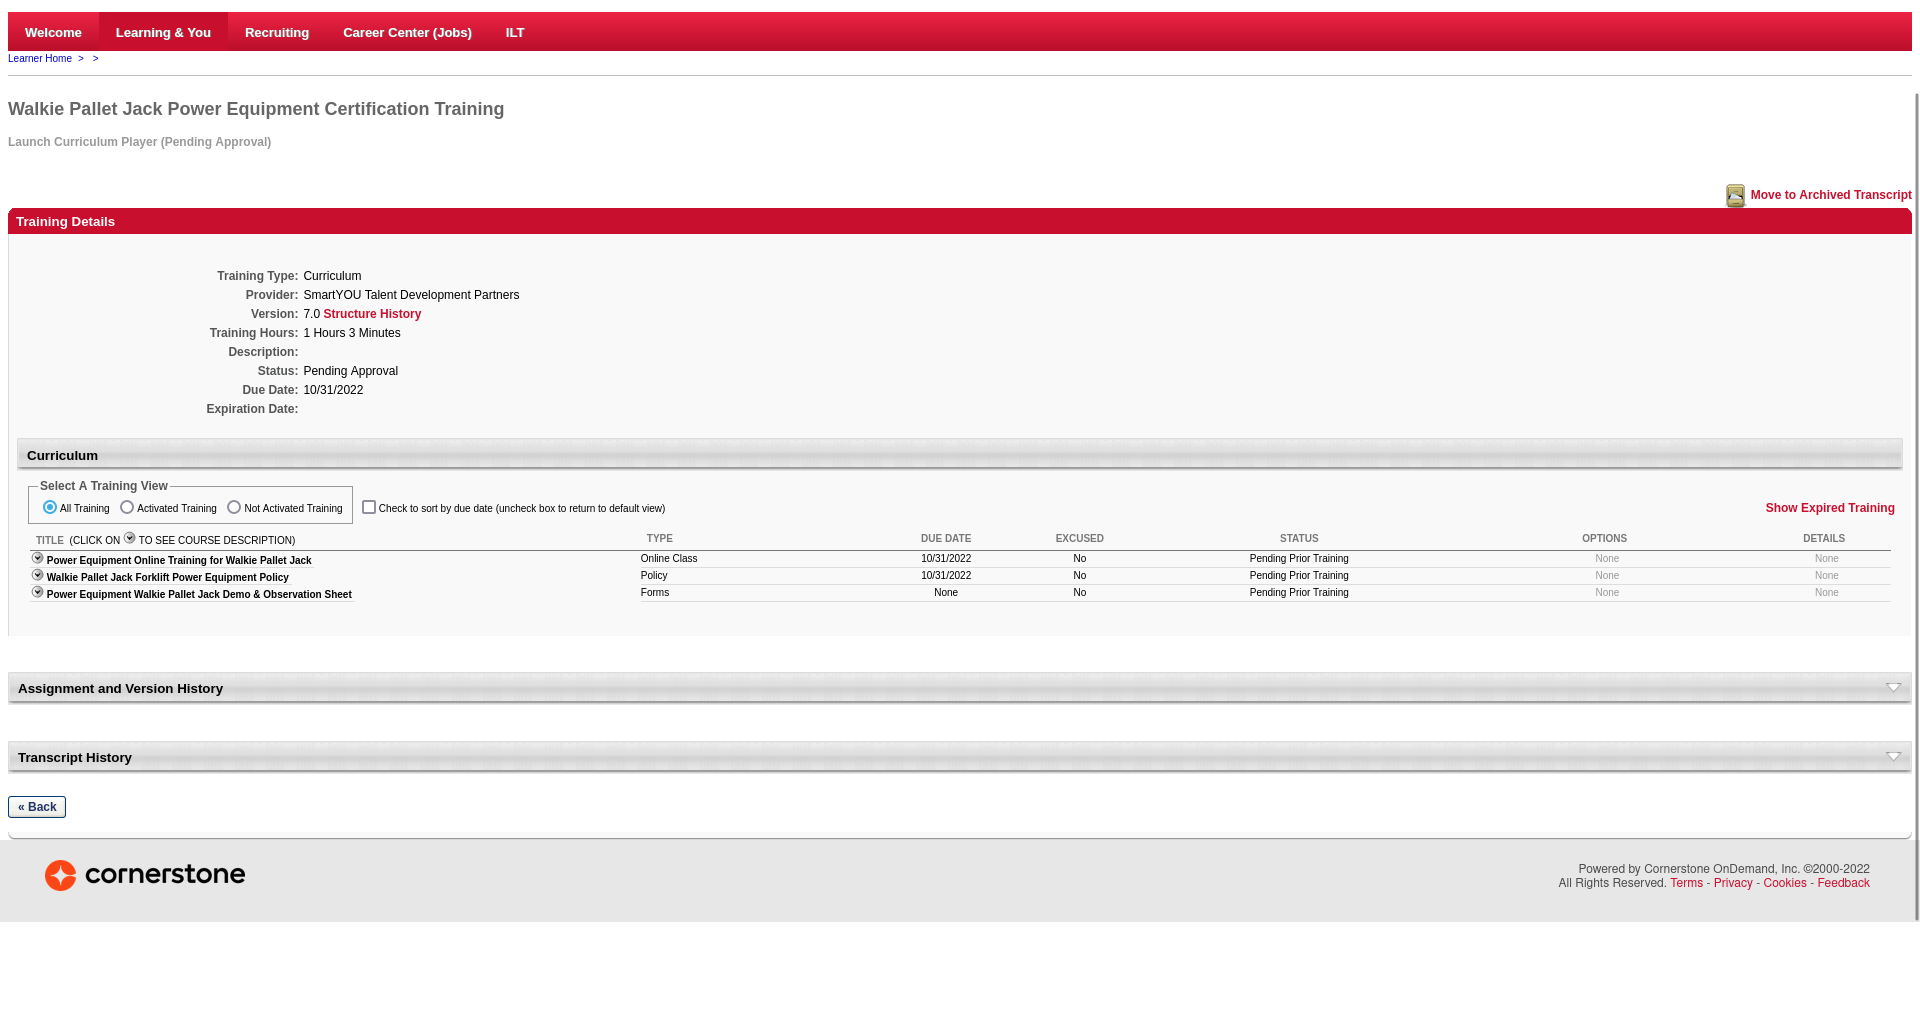 Welcome Learning & You Recruiting Career Center (Jobs) ILT
Learner Home > >
Walkie Pallet Jack Power Equipment Certification Training
Launch Curriculum Player (Pending Approval)
Move to Archived Transcript
Training Details
Training Type: Curriculum
Provider: SmartYOU Talent Development Partners
Version: 7.0 Structure History
Training Hours: 1 Hours 3 Minutes
Description:
Status: Pending Approval
Due Date: 10/31/2022
Expiration Date:
Curriculum
Select A Training View
All Training Not Activated Training Activated Training Check to sort by due date (uncheck box to return to default view) Show Expired Training
TITLE (CLICK ON TO SEE COURSE DESCRIPTION) TYPE DUE DATE EXCUSED STATUS OPTIONS DETAILS
Power Equipment Online Training for Walkie Pallet Jack Online Class 10/31/2022 No Pending Prior Training None None
Walkie Pallet Jack Forklift Power Equipment Policy Policy 10/31/2022 No Pending Prior Training None None
Power Equipment Walkie Pallet Jack Demo & Observation Sheet Forms None No Pending Prior Training None None
Assignment and Version History
Transcript History
« Back
cornerstone
Powered by Cornerstone OnDemand, Inc. ©2000-2022
All Rights Reserved. Terms - Privacy - Cookies - Feedback